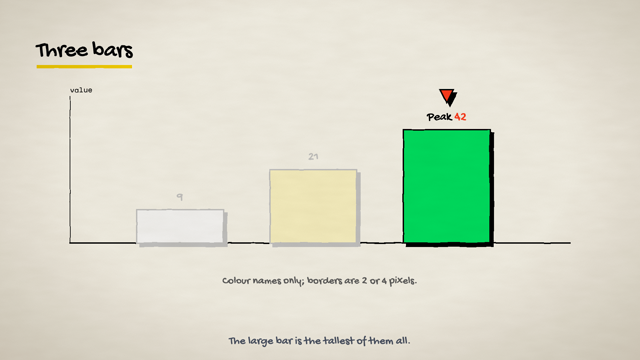 Three bars
value
Peak 42
21
9
Colour names only; borders are 2 or 4 pixels.
The large bar is the tallest of them all.